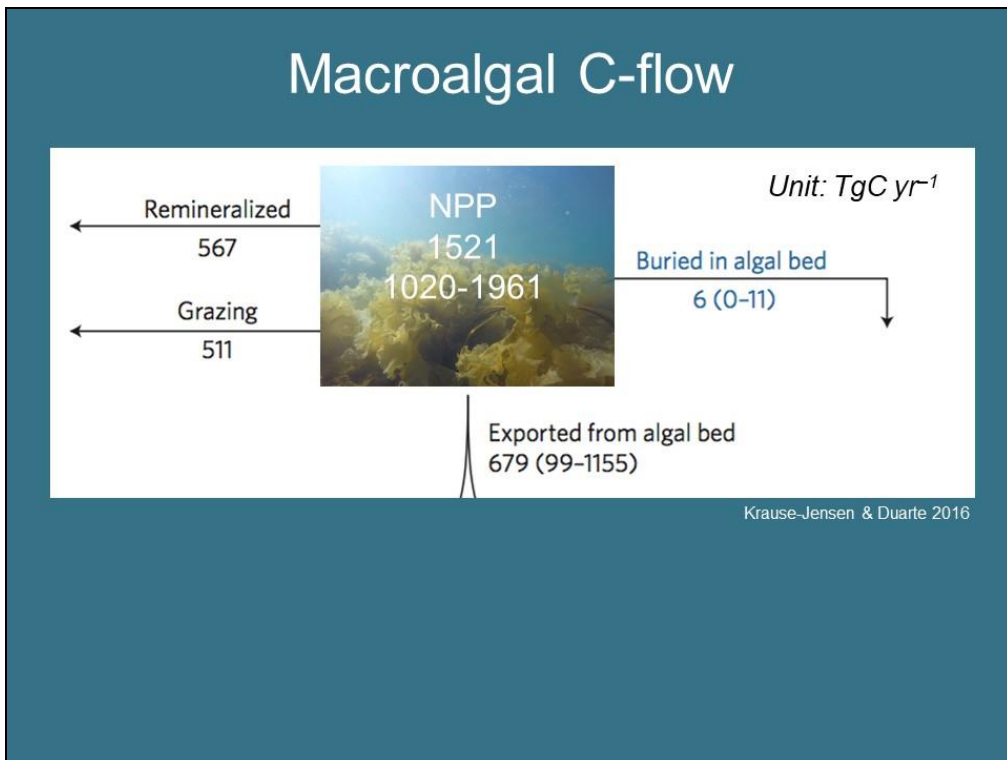 Macroalgal C-flow
Unit: TgC yr⁻¹
Remineralized
567
Grazing
511
NPP
1521
1020-1961
Buried in algal bed
6 (0–11)
Exported from algal bed
679 (99–1155)
Krause-Jensen & Duarte 2016